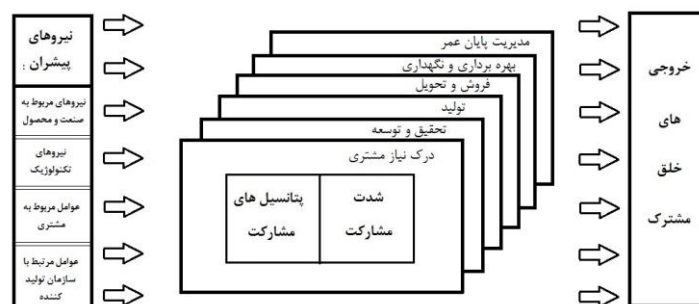 نیروهای
پیشران :
نیروهای مربوط به
صنعت و محصول
نیروهای
تکنولوژیک
عوامل مربوط به
مشتری
عوامل مرتبط با
سازمان تولید
کننده
مدیریت پایان عمر
بهره برداری و نگهداری
فروش و تحویل
تولید
تحقیق و توسعه
درک نیاز مشتری
شدت
مشارکت
پتانسیل های
مشارکت
خروجی
های
خلق
مشترک